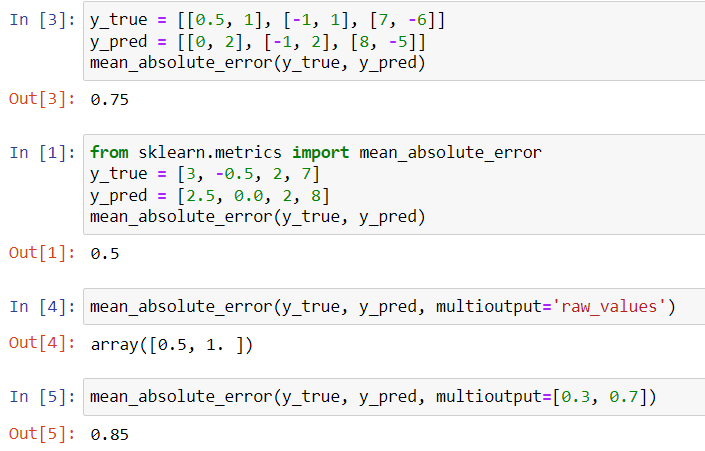 In [3]: y_true = [[0.5, 1], [-1, 1], [7, -6]]
y_pred = [[0, 2], [-1, 2], [8, -5]]
mean_absolute_error(y_true, y_pred)
Out[3]: 0.75
In [1]: from sklearn.metrics import mean_absolute_error
y_true = [3, -0.5, 2, 7]
y_pred = [2.5, 0.0, 2, 8]
mean_absolute_error(y_true, y_pred)
Out[1]: 0.5
In [4]: mean_absolute_error(y_true, y_pred, multioutput='raw_values')
Out[4]: array([0.5, 1. ])
In [5]: mean_absolute_error(y_true, y_pred, multioutput=[0.3, 0.7])
Out[5]: 0.85